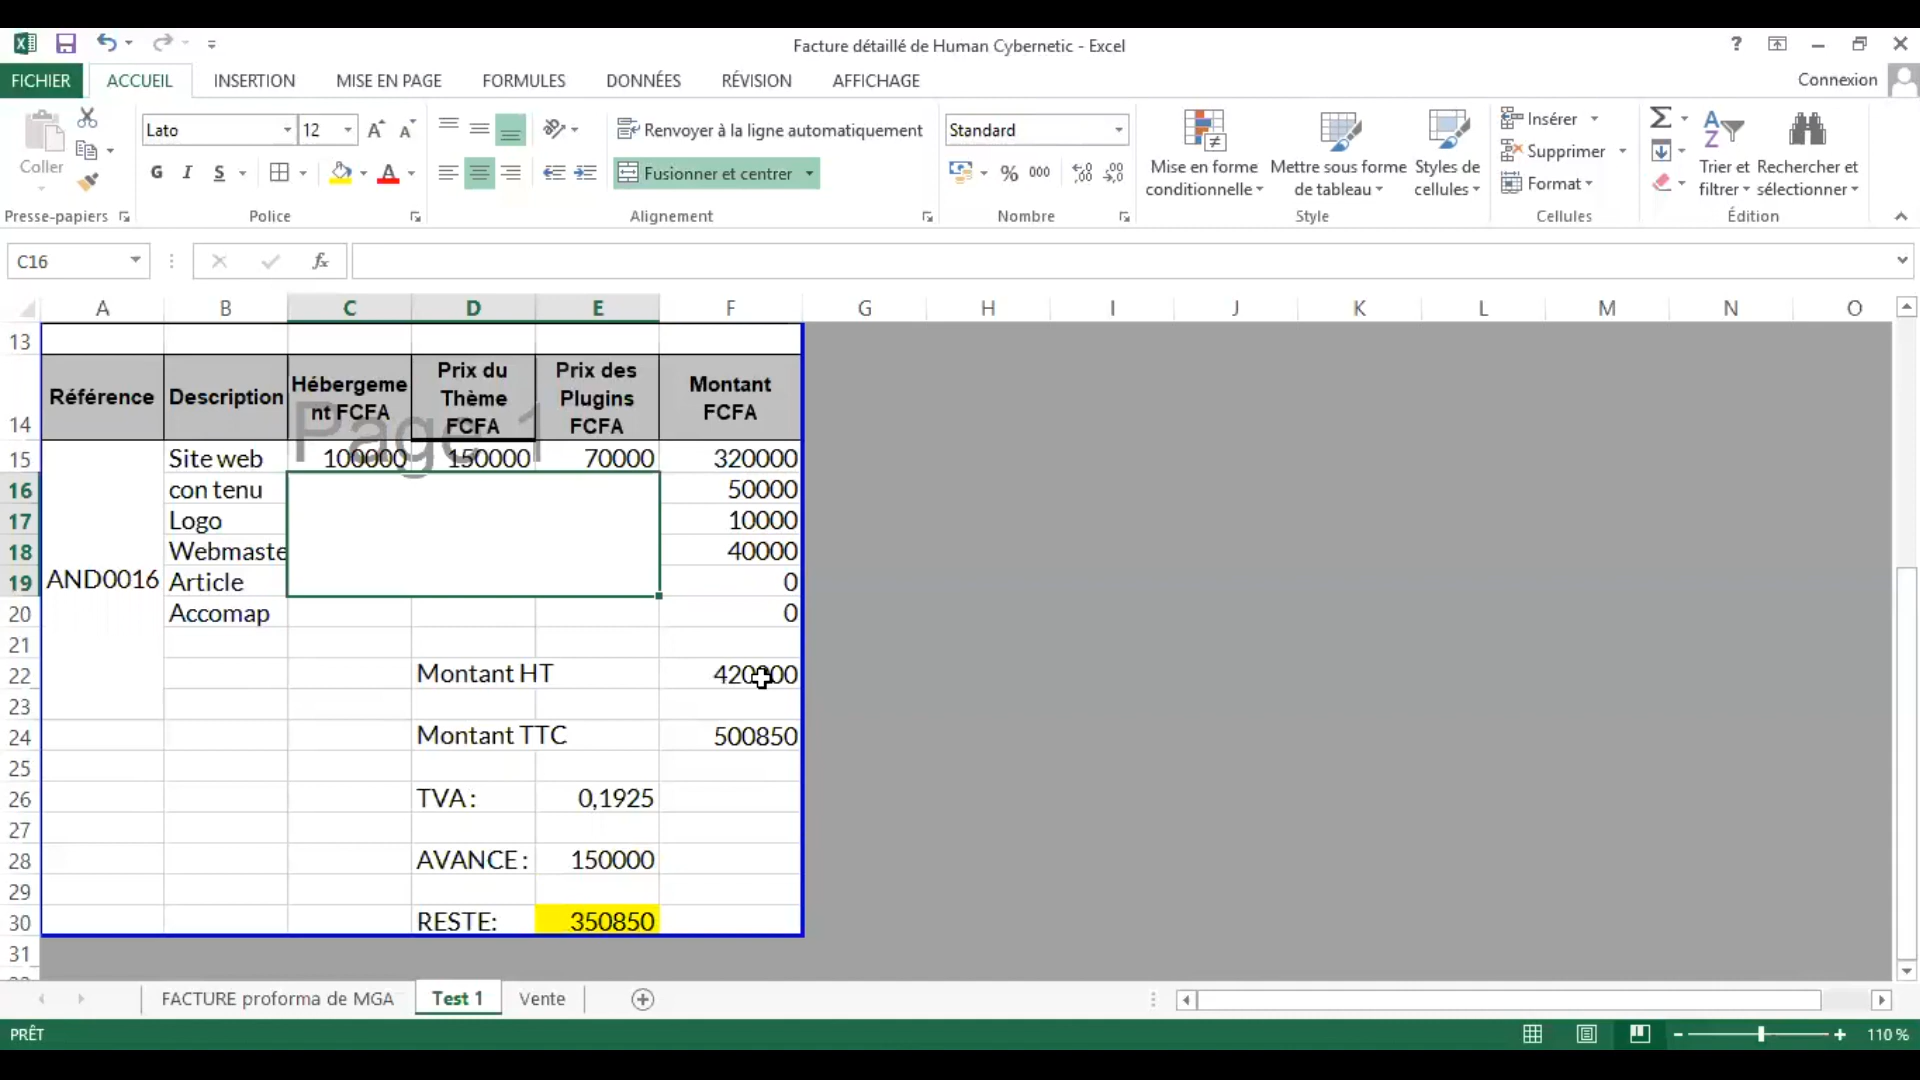 Facture détaillé de Human Cybernetic - Excel
?
FICHIER ACCUEIL INSERTION MISE EN PAGE FORMULES DONNÉES RÉVISION AFFICHAGE Connexion
Coller
Presse-papiers
Lato 12
G I S
Police
Renvoyer à la ligne automatiquement
Fusionner et centrer
Alignement
Standard
% 000
Nombre
Mise en forme conditionnelle
Mettre sous forme de tableau
Styles de cellules
Style
Insérer
Supprimer
Format
Cellules
Trier et filtrer
Rechercher et sélectionner
Édition
C16 fx
A B C D E F G H I J K L M N O
13
14 Référence Description Hébergeme nt FCFA Prix du Thème FCFA Prix des Plugins FCFA Montant FCFA
Page 1
15 Site web 100000 150000 70000 320000
16 con tenu 50000
17 Logo 10000
18 Webmaste 40000
19 AND0016 Article 0
20 Accomap 0
21
22 Montant HT 420000
23
24 Montant TTC 500850
25
26 TVA : 0,1925
27
28 AVANCE : 150000
29
30 RESTE: 350850
31
FACTURE proforma de MGA Test 1 Vente
PRÊT 110 %